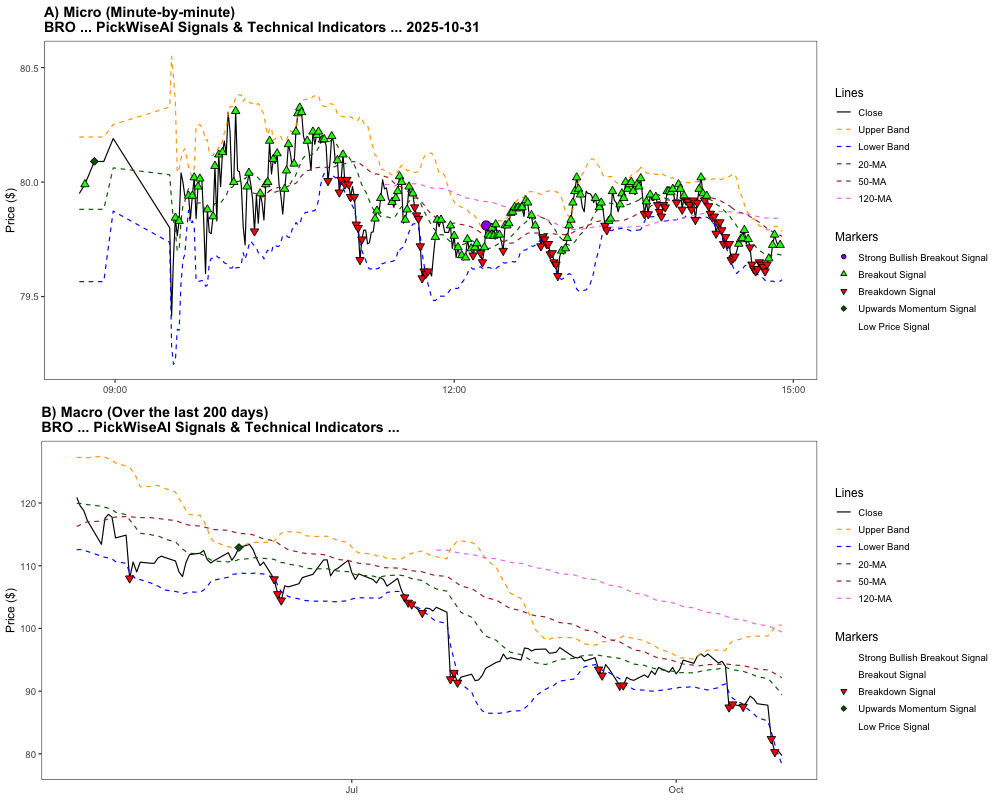 A) Micro (Minute-by-minute)
BRO ... PickWiseAI Signals & Technical Indicators ... 2025-10-31
Price ($)
80.5
80.0
79.5
09:00
12:00
15:00
Lines
Close
Upper Band
Lower Band
20-MA
50-MA
120-MA
Markers
Strong Bullish Breakout Signal
Breakout Signal
Breakdown Signal
Upwards Momentum Signal
Low Price Signal
B) Macro (Over the last 200 days)
BRO ... PickWiseAI Signals & Technical Indicators ...
Price ($)
120
110
100
90
80
Jul
Oct
Lines
Close
Upper Band
Lower Band
20-MA
50-MA
120-MA
Markers
Strong Bullish Breakout Signal
Breakout Signal
Breakdown Signal
Upwards Momentum Signal
Low Price Signal